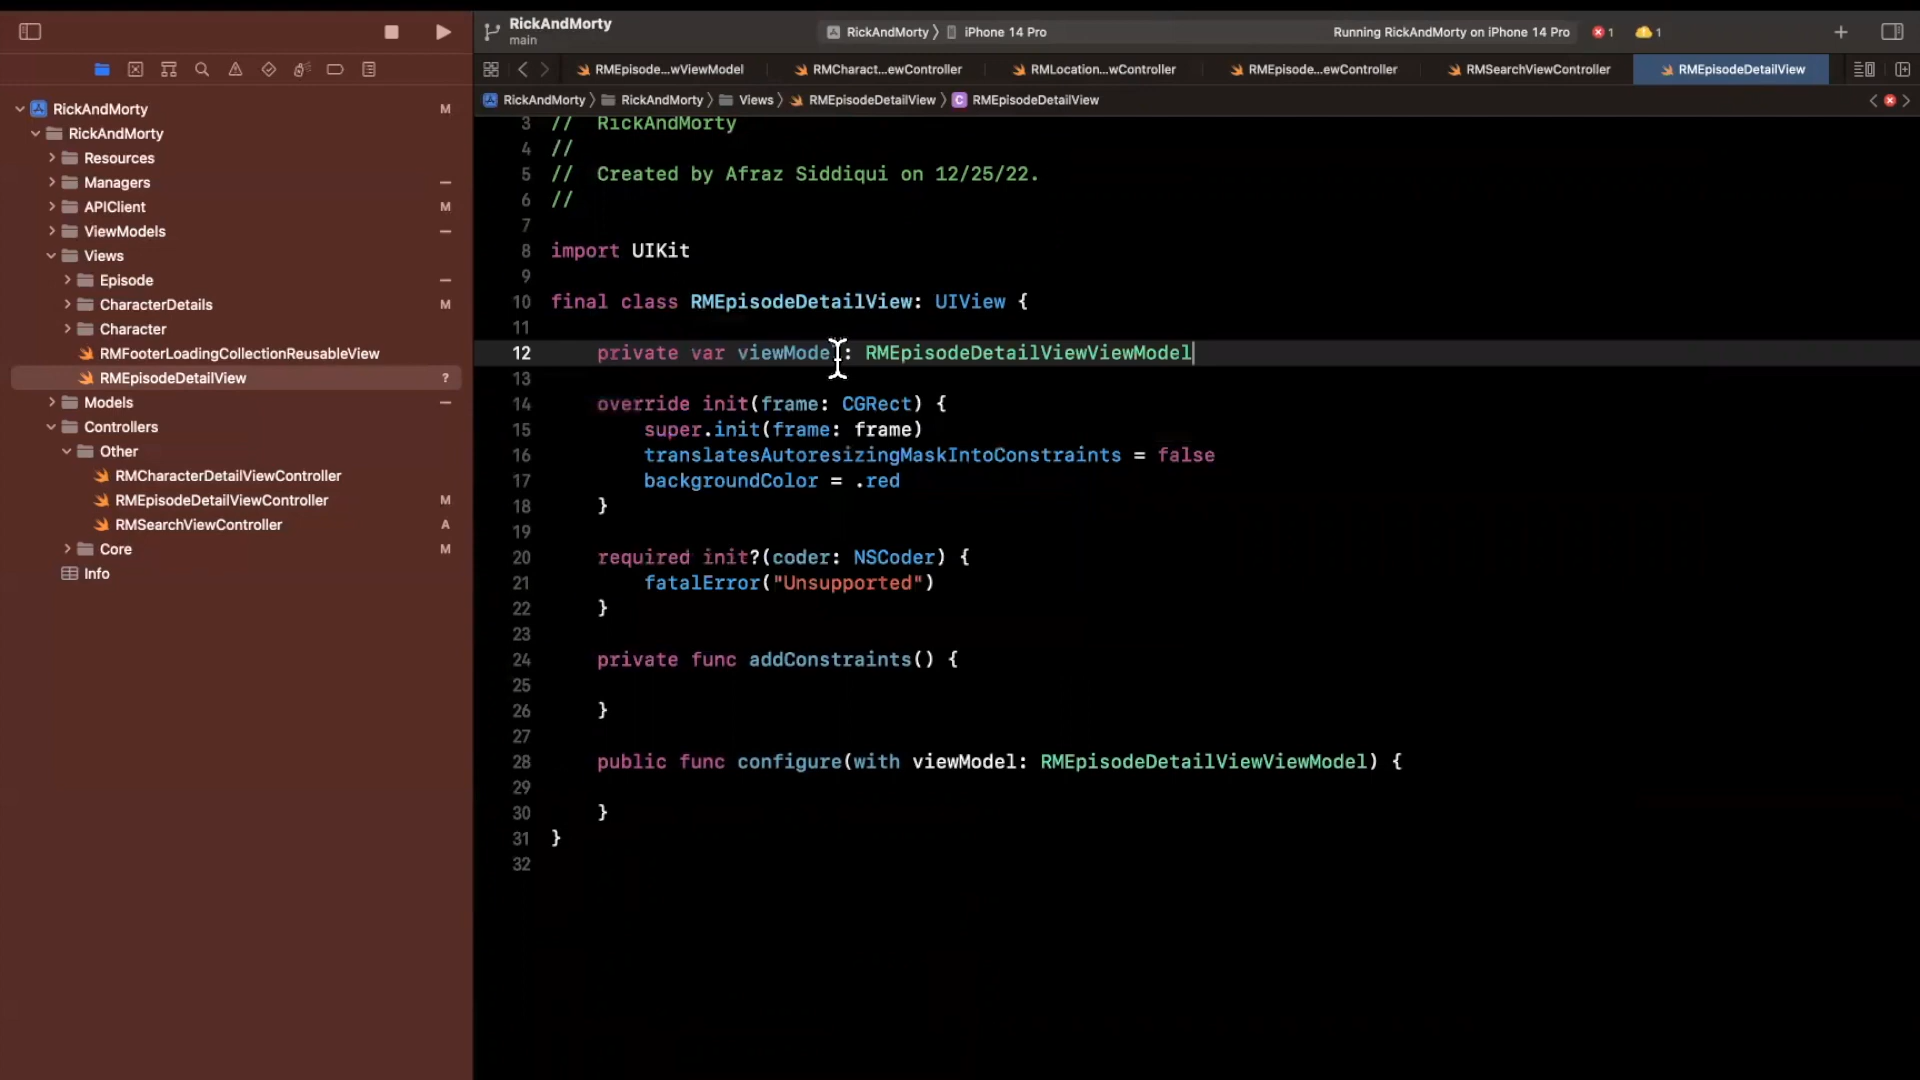 RickAndMorty
main
RickAndMorty 〉 iPhone 14 Pro
Running RickAndMorty on iPhone 14 Pro
1
1
RMEpisode...wViewModel
RMCharact...ewController
RMLocation...wController
RMEpisode...ewController
RMSearchViewController
RMEpisodeDetailView
RickAndMorty 〉 RickAndMorty 〉 Views 〉 RMEpisodeDetailView 〉 C RMEpisodeDetailView
RickAndMorty M
RickAndMorty
Resources
Managers
APIClient M
ViewModels
Views
Episode
CharacterDetails M
Character
RMFooterLoadingCollectionReusableView
RMEpisodeDetailView ?
Models
Controllers
Other
RMCharacterDetailViewController
RMEpisodeDetailViewController M
RMSearchViewController A
Core M
Info
3 // RickAndMorty
4 //
5 // Created by Afraz Siddiqui on 12/25/22.
6 //
7
8 import UIKit
9
10 final class RMEpisodeDetailView: UIView {
11
12 private var viewModel: RMEpisodeDetailViewViewModel
13
14 override init(frame: CGRect) {
15 super.init(frame: frame)
16 translatesAutoresizingMaskIntoConstraints = false
17 backgroundColor = .red
18 }
19
20 required init?(coder: NSCoder) {
21 fatalError("Unsupported")
22 }
23
24 private func addConstraints() {
25
26 }
27
28 public func configure(with viewModel: RMEpisodeDetailViewViewModel) {
29
30 }
31 }
32